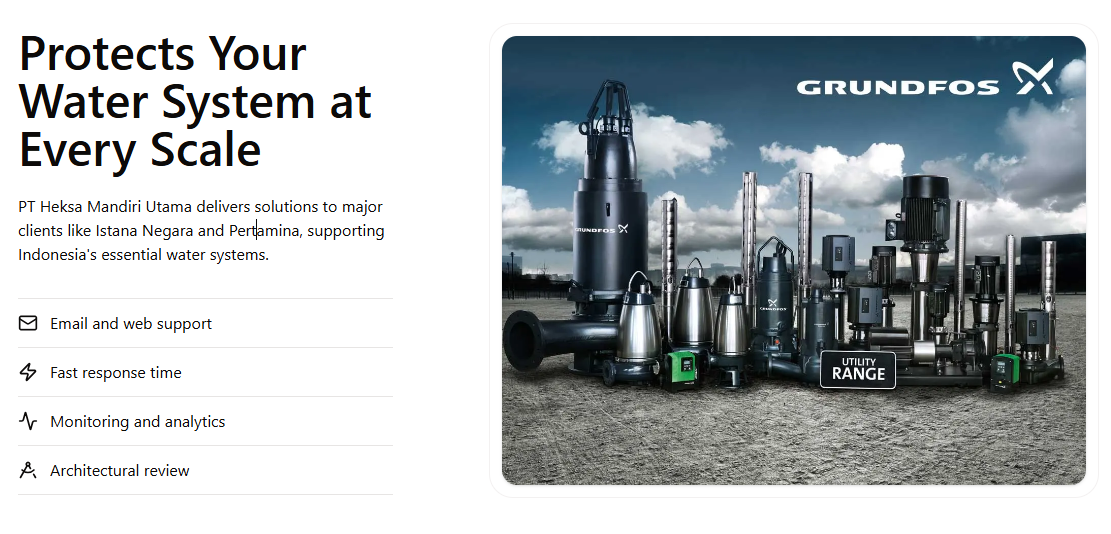 Protects Your
Water System at
Every Scale
PT Heksa Mandiri Utama delivers solutions to major
clients like Istana Negara and Pertamina, supporting
Indonesia's essential water systems.
Email and web support
Fast response time
Monitoring and analytics
Architectural review
GRUNDFOS
GRUNDFOS
GRUNDFOS
UTILITY
RANGE